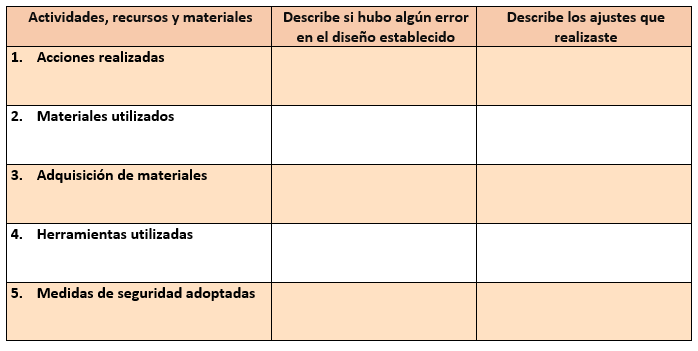 Actividades, recursos y materiales
Describe si hubo algún error
en el diseño establecido
Describe los ajustes que
realizaste
1. Acciones realizadas
2. Materiales utilizados
3. Adquisición de materiales
4. Herramientas utilizadas
5. Medidas de seguridad adoptadas